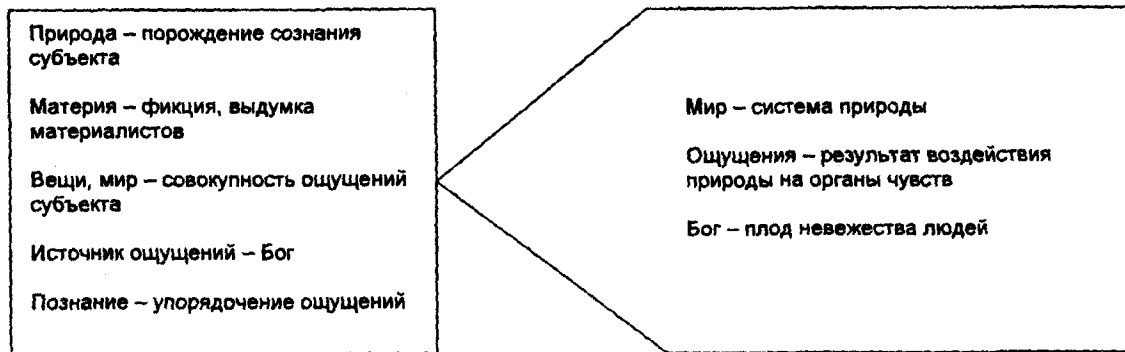 Природа – порождение сознания
субъекта
Материя – фикция, выдумка
материалистов
Вещи, мир – совокупность ощущений
субъекта
Источник ощущений – Бог
Познание – упорядочение ощущений
Мир – система природы
Ощущения – результат воздействия
природы на органы чувств
Бог – плод невежества людей